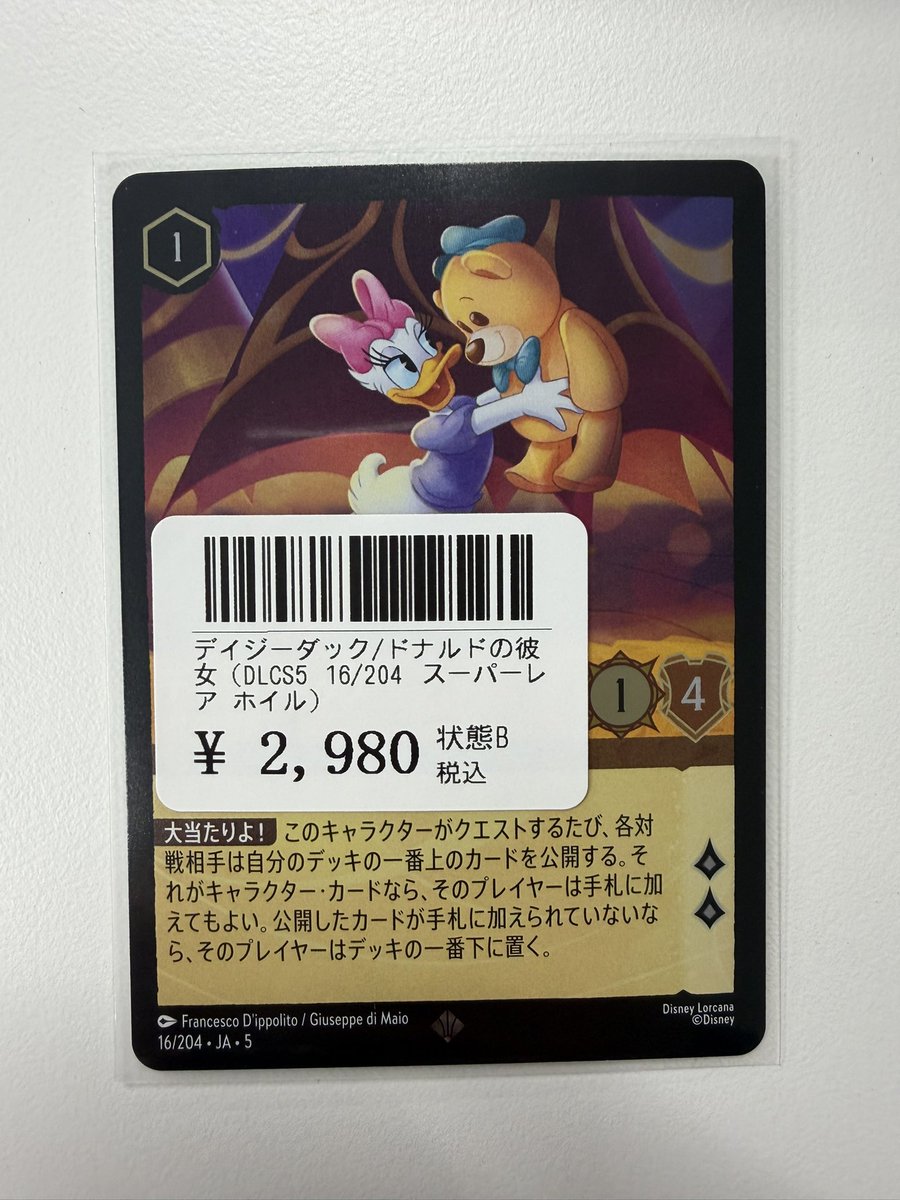 1
デイジーダック/ドナルドの彼
女(DLCS5 16/204 スーパーレ
ア ホイル)
¥ 2,980 状態B
税込
1 4
大当たりよ! このキャラクターがクエストするたび、各対
戦相手は自分のデッキの一番上のカードを公開する。そ
れがキャラクター・カードなら、そのプレイヤーは手札に加
えてもよい。公開したカードが手札に加えられていないな
ら、そのプレイヤーはデッキの一番下に置く。
Francesco D'ippolito / Giuseppe di Maio
16/204 • JA • 5
Disney Lorcana
©Disney